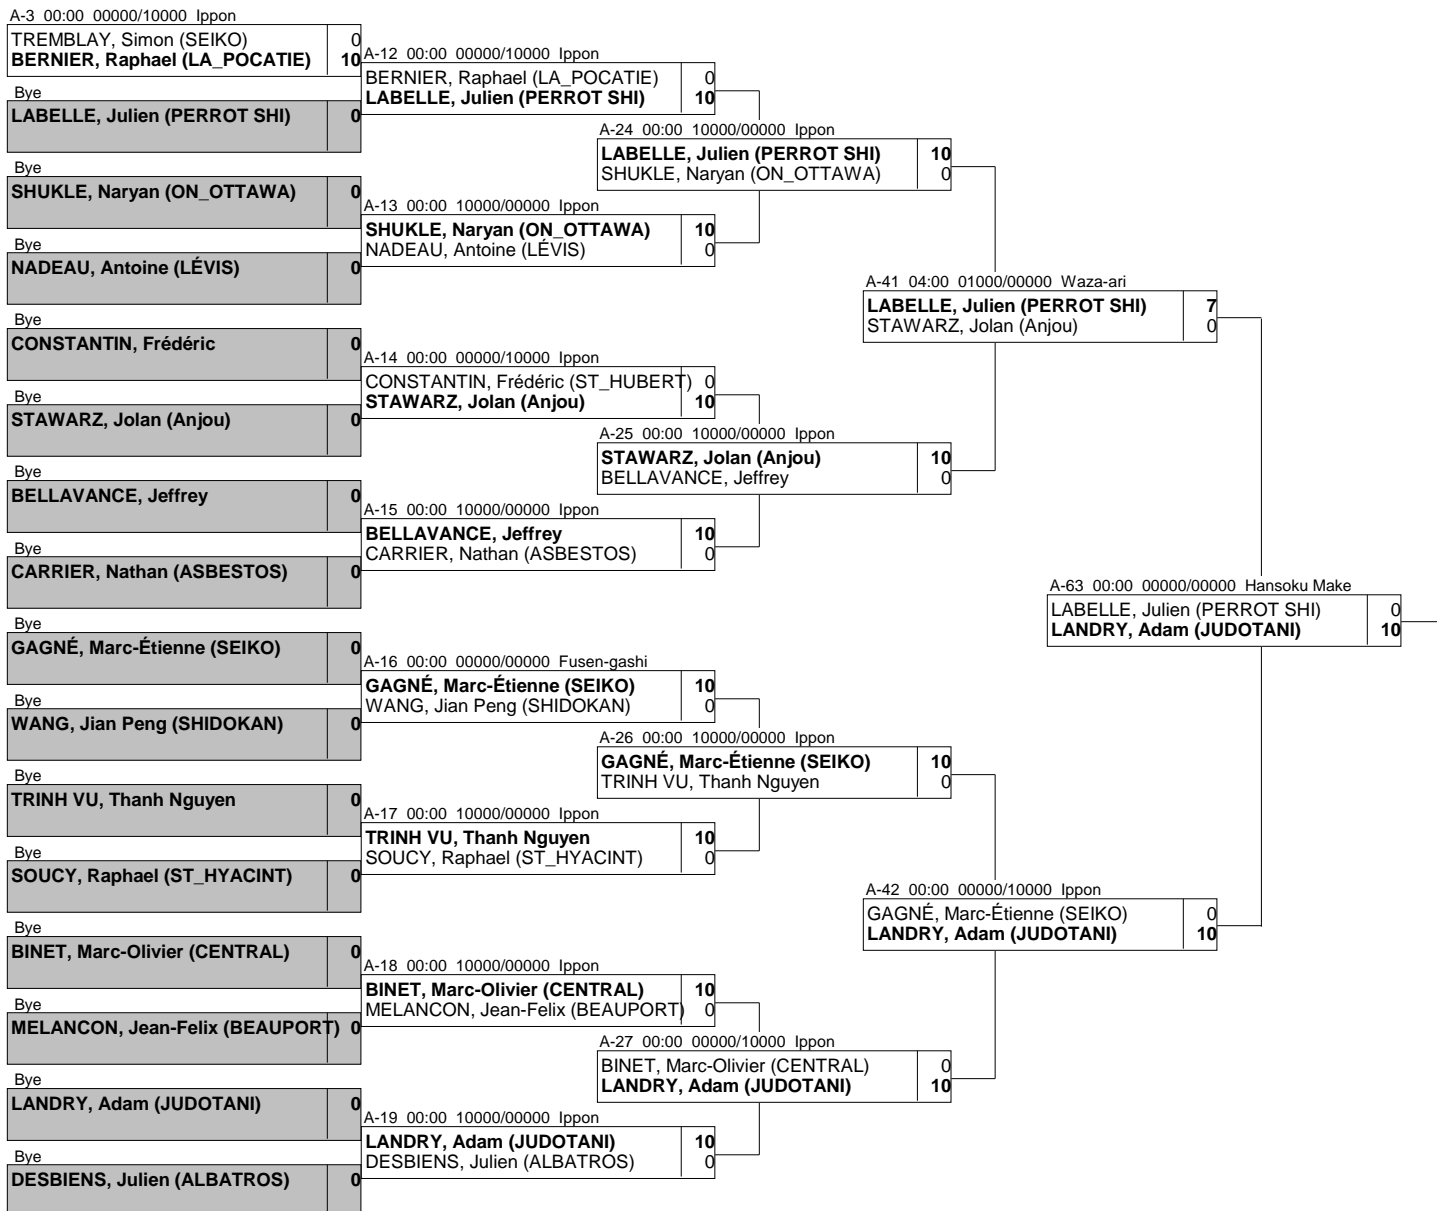 A-3 00:00 00000/10000 Ippon
TREMBLAY, Simon (SEIKO) 0
BERNIER, Raphael (LA_POCATIE) 10
Bye
LABELLE, Julien (PERROT SHI) 0
Bye
SHUKLE, Naryan (ON_OTTAWA) 0
Bye
NADEAU, Antoine (LÉVIS) 0
Bye
CONSTANTIN, Frédéric 0
Bye
STAWARZ, Jolan (Anjou) 0
Bye
BELLAVANCE, Jeffrey 0
Bye
CARRIER, Nathan (ASBESTOS) 0
Bye
GAGNÉ, Marc-Étienne (SEIKO) 0
Bye
WANG, Jian Peng (SHIDOKAN) 0
Bye
TRINH VU, Thanh Nguyen 0
Bye
SOUCY, Raphael (ST_HYACINT) 0
Bye
BINET, Marc-Olivier (CENTRAL) 0
Bye
MELANCON, Jean-Felix (BEAUPORT) 0
Bye
LANDRY, Adam (JUDOTANI) 0
Bye
DESBIENS, Julien (ALBATROS) 0
A-12 00:00 00000/10000 Ippon
BERNIER, Raphael (LA_POCATIE) 0
LABELLE, Julien (PERROT SHI) 10
A-13 00:00 10000/00000 Ippon
SHUKLE, Naryan (ON_OTTAWA) 10
NADEAU, Antoine (LÉVIS) 0
A-14 00:00 00000/10000 Ippon
CONSTANTIN, Frédéric (ST_HUBERT) 0
STAWARZ, Jolan (Anjou) 10
A-15 00:00 10000/00000 Ippon
BELLAVANCE, Jeffrey 10
CARRIER, Nathan (ASBESTOS) 0
A-16 00:00 00000/00000 Fusen-gashi
GAGNÉ, Marc-Étienne (SEIKO) 10
WANG, Jian Peng (SHIDOKAN) 0
A-17 00:00 10000/00000 Ippon
TRINH VU, Thanh Nguyen 10
SOUCY, Raphael (ST_HYACINT) 0
A-18 00:00 10000/00000 Ippon
BINET, Marc-Olivier (CENTRAL) 10
MELANCON, Jean-Felix (BEAUPORT) 0
A-19 00:00 10000/00000 Ippon
LANDRY, Adam (JUDOTANI) 10
DESBIENS, Julien (ALBATROS) 0
A-24 00:00 10000/00000 Ippon
LABELLE, Julien (PERROT SHI) 10
SHUKLE, Naryan (ON_OTTAWA) 0
A-25 00:00 10000/00000 Ippon
STAWARZ, Jolan (Anjou) 10
BELLAVANCE, Jeffrey 0
A-26 00:00 10000/00000 Ippon
GAGNÉ, Marc-Étienne (SEIKO) 10
TRINH VU, Thanh Nguyen 0
A-27 00:00 00000/10000 Ippon
BINET, Marc-Olivier (CENTRAL) 0
LANDRY, Adam (JUDOTANI) 10
A-41 04:00 01000/00000 Waza-ari
LABELLE, Julien (PERROT SHI) 7
STAWARZ, Jolan (Anjou) 0
A-42 00:00 00000/10000 Ippon
GAGNÉ, Marc-Étienne (SEIKO) 0
LANDRY, Adam (JUDOTANI) 10
A-63 00:00 00000/00000 Hansoku Make
LABELLE, Julien (PERROT SHI) 0
LANDRY, Adam (JUDOTANI) 10